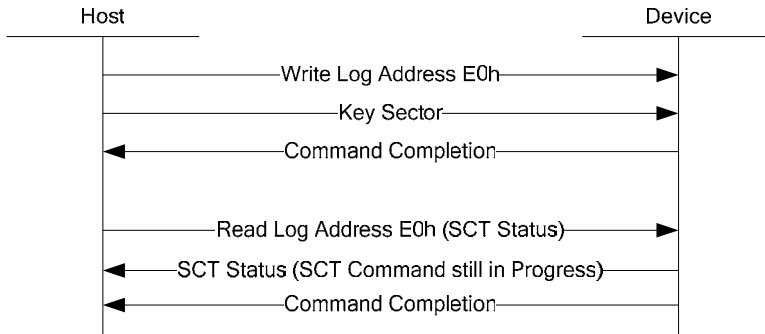 Host
Device
Write Log Address E0h
Key Sector
Command Completion
Read Log Address E0h (SCT Status)
SCT Status (SCT Command still in Progress)
Command Completion